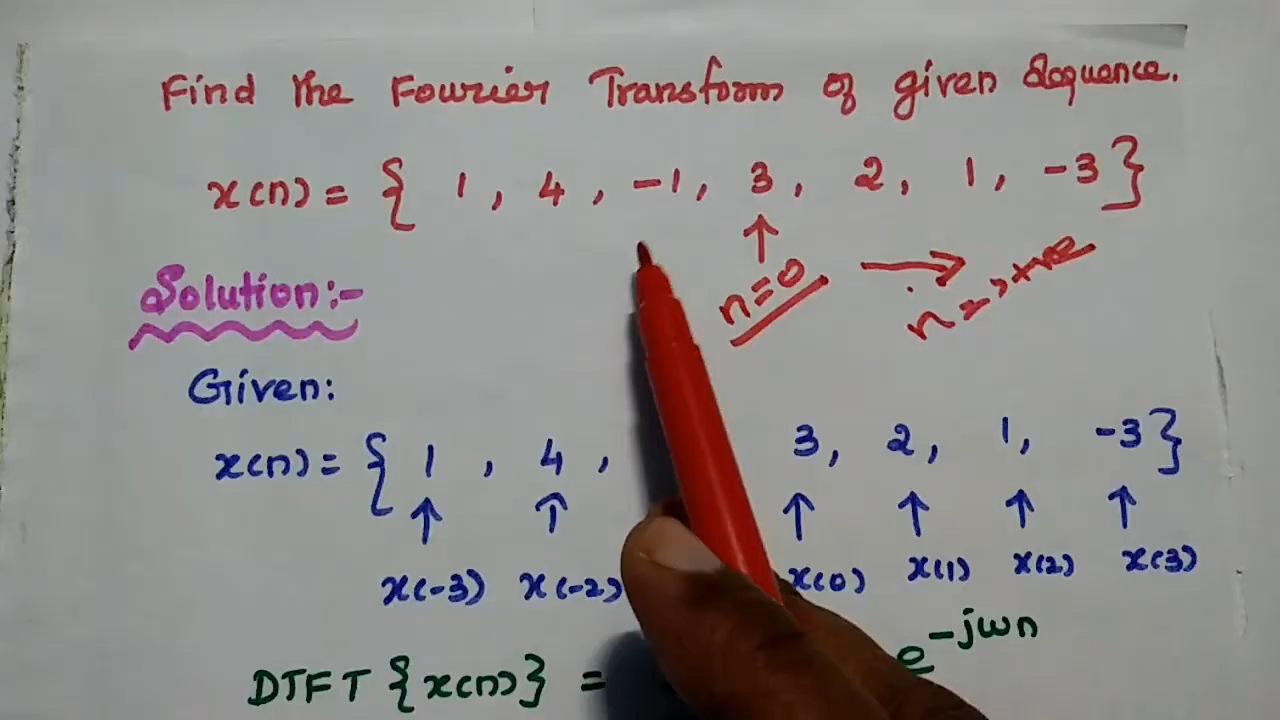 Find the Fourier Transform of given Sequence.
x(n) = { 1, 4, -1, 3, 2, 1, -3}
↑
n=0 → n=>+ve
Solution:-
Given:
x(n) = { 1, 4, 3, 2, 1, -3}
↑ ↑ ↑ ↑ ↑ ↑
x(-3) x(-2) x(0) x(1) x(2) x(3)
DTFT {x(n)} = e^-jωn